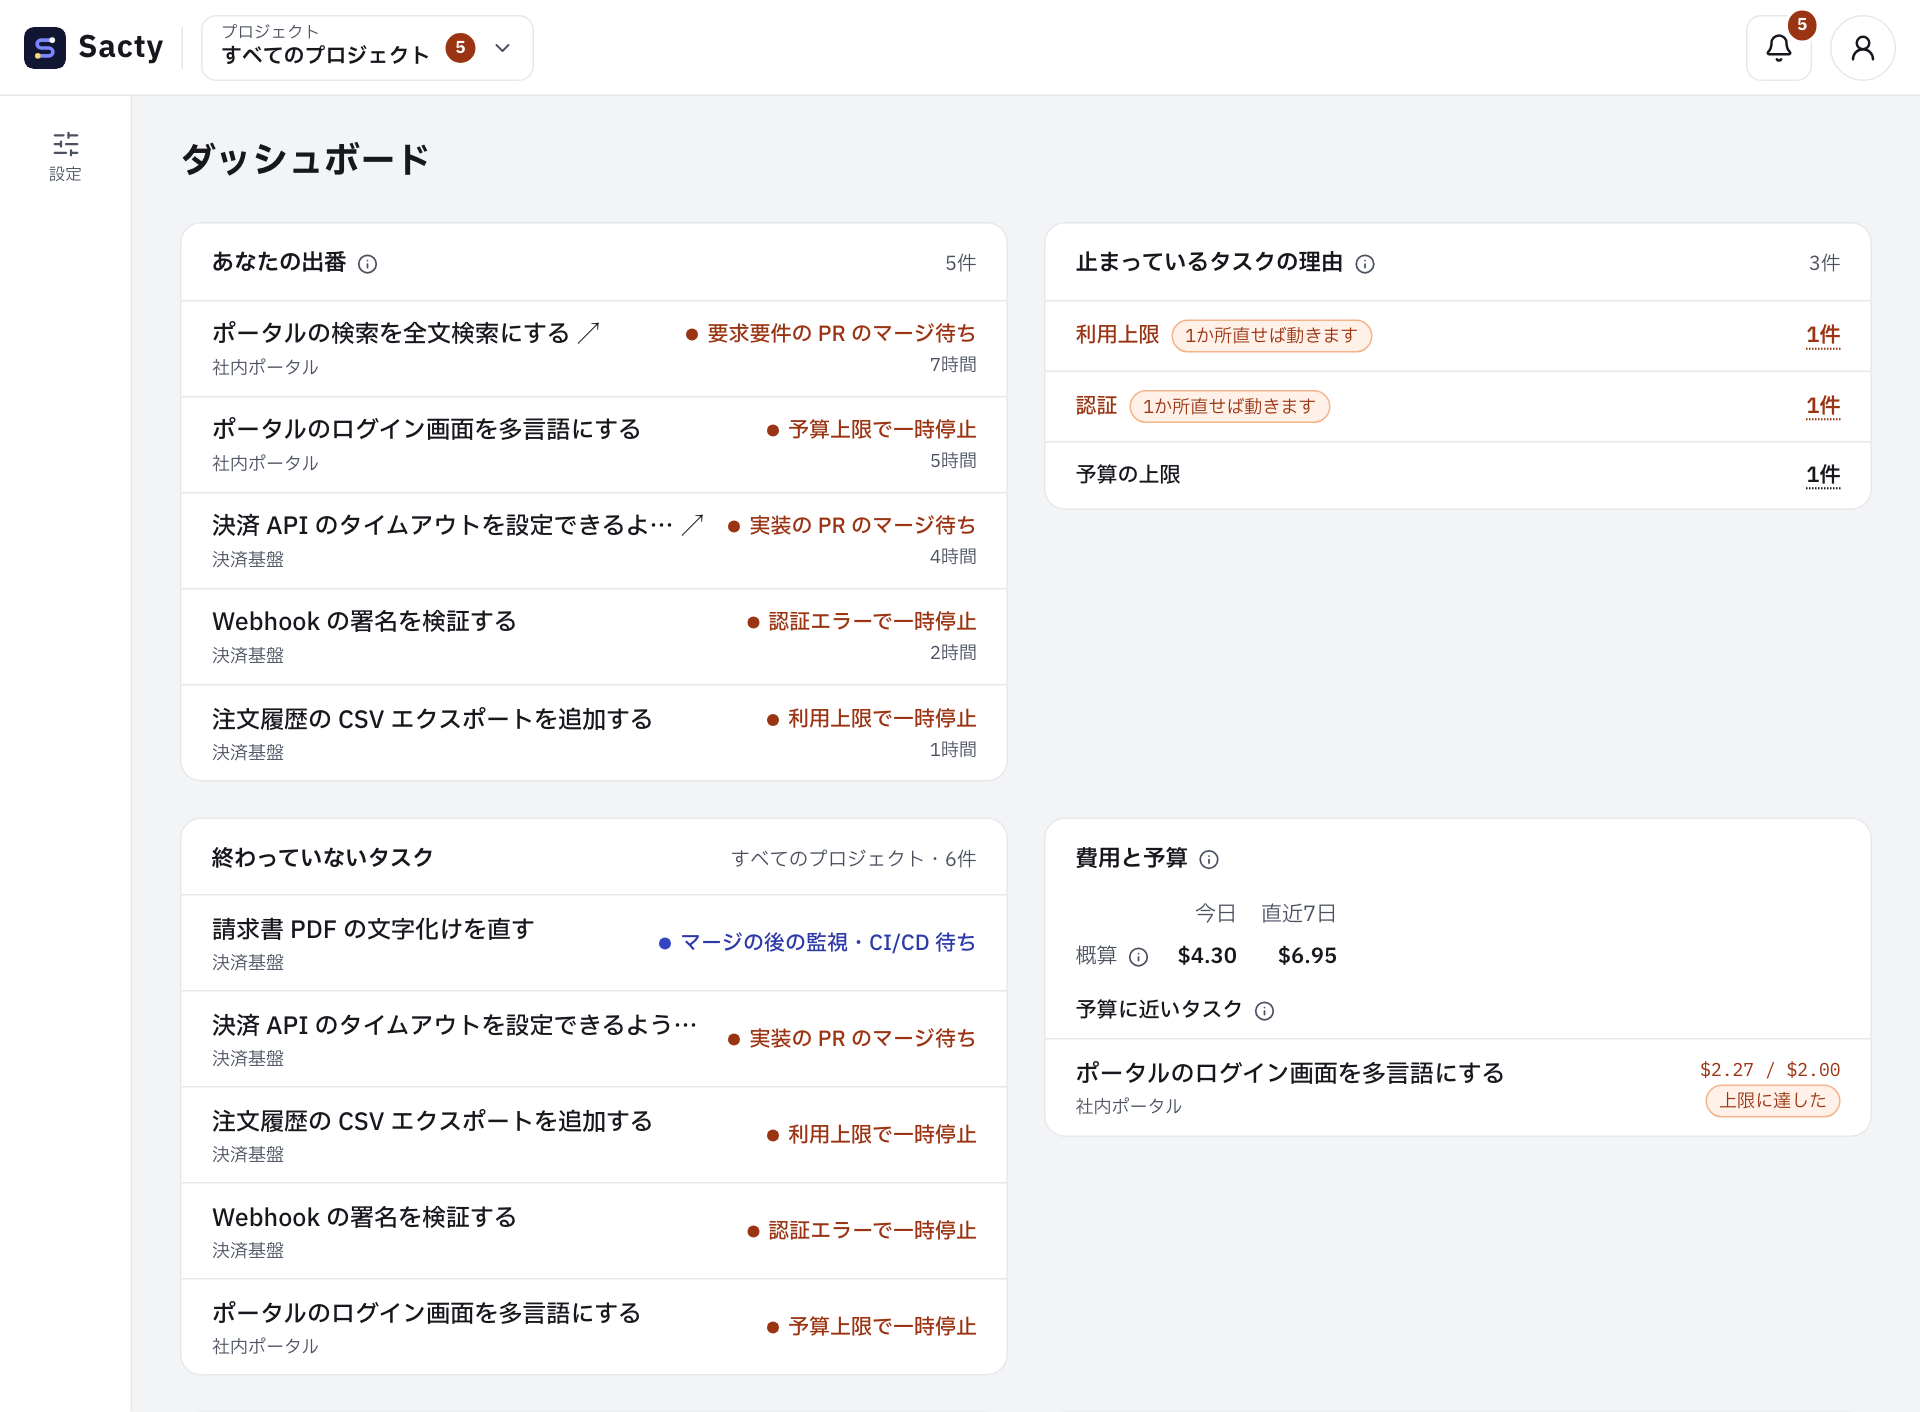 Sacty
プロジェクト
すべてのプロジェクト 5
5
設定
ダッシュボード
あなたの出番 5件
ポータルの検索を全文検索にする ↗ 要求要件の PR のマージ待ち
社内ポータル 7時間
ポータルのログイン画面を多言語にする 予算上限で一時停止
社内ポータル 5時間
決済 API のタイムアウトを設定できるよ… ↗ 実装の PR のマージ待ち
決済基盤 4時間
Webhook の署名を検証する 認証エラーで一時停止
決済基盤 2時間
注文履歴の CSV エクスポートを追加する 利用上限で一時停止
決済基盤 1時間
止まっているタスクの理由 3件
利用上限 1か所直せば動きます 1件
認証 1か所直せば動きます 1件
予算の上限 1件
終わっていないタスク すべてのプロジェクト・6件
請求書 PDF の文字化けを直す マージの後の監視・CI/CD 待ち
決済基盤
決済 API のタイムアウトを設定できるよう… 実装の PR のマージ待ち
決済基盤
注文履歴の CSV エクスポートを追加する 利用上限で一時停止
決済基盤
Webhook の署名を検証する 認証エラーで一時停止
決済基盤
ポータルのログイン画面を多言語にする 予算上限で一時停止
社内ポータル
費用と予算
今日 直近7日
概算 $4.30 $6.95
予算に近いタスク
ポータルのログイン画面を多言語にする $2.27 / $2.00
社内ポータル 上限に達した